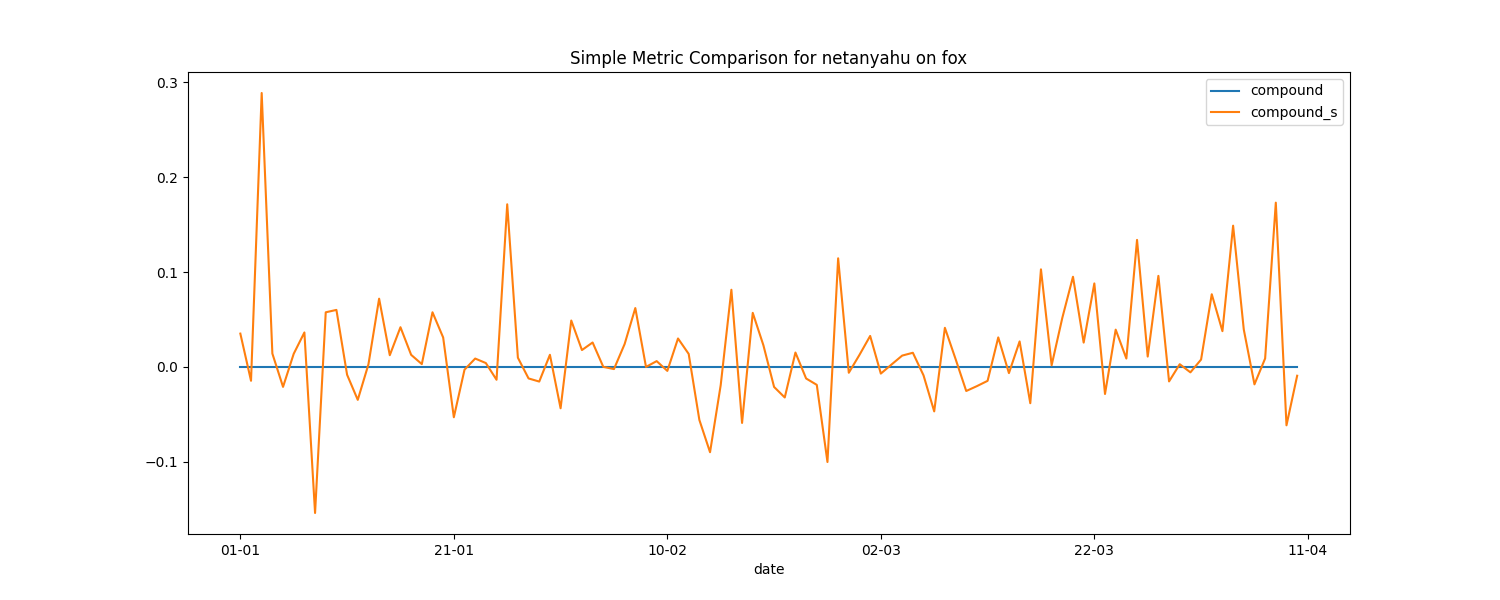 Simple Metric Comparison for netanyahu on fox
compound
compound_s
0.3
0.2
0.1
0.0
−0.1
01-01
21-01
10-02
02-03
22-03
11-04
date